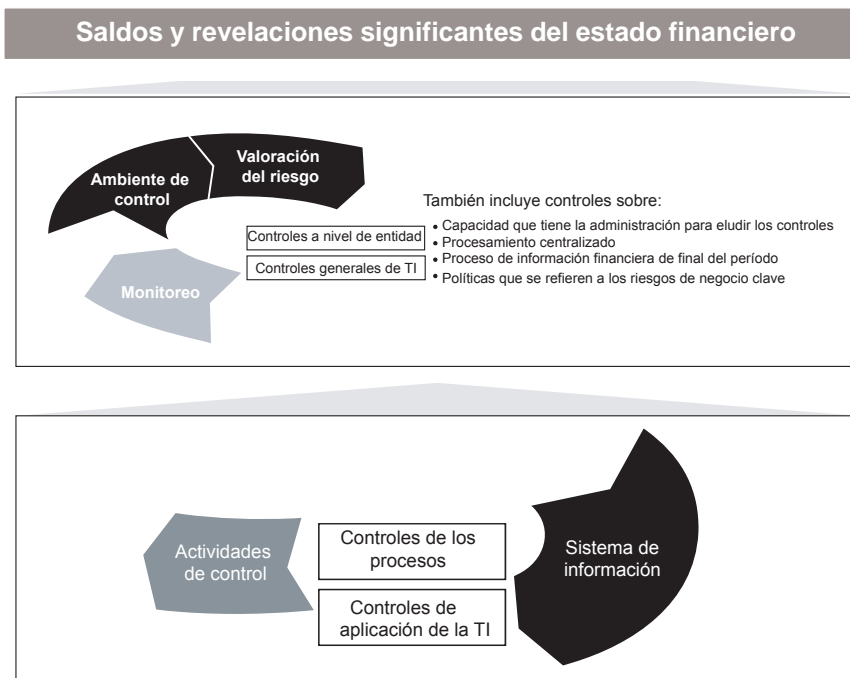 Saldos y revelaciones significantes del estado financiero
Ambiente de
control
Valoración
del riesgo
Monitoreo
Controles a nivel de entidad
Controles generales de TI
También incluye controles sobre:
• Capacidad que tiene la administración para eludir los controles
• Procesamiento centralizado
• Proceso de información financiera de final del período
• Políticas que se refieren a los riesgos de negocio clave
Actividades
de control
Controles de los
procesos
Controles de
aplicación de la TI
Sistema de
información